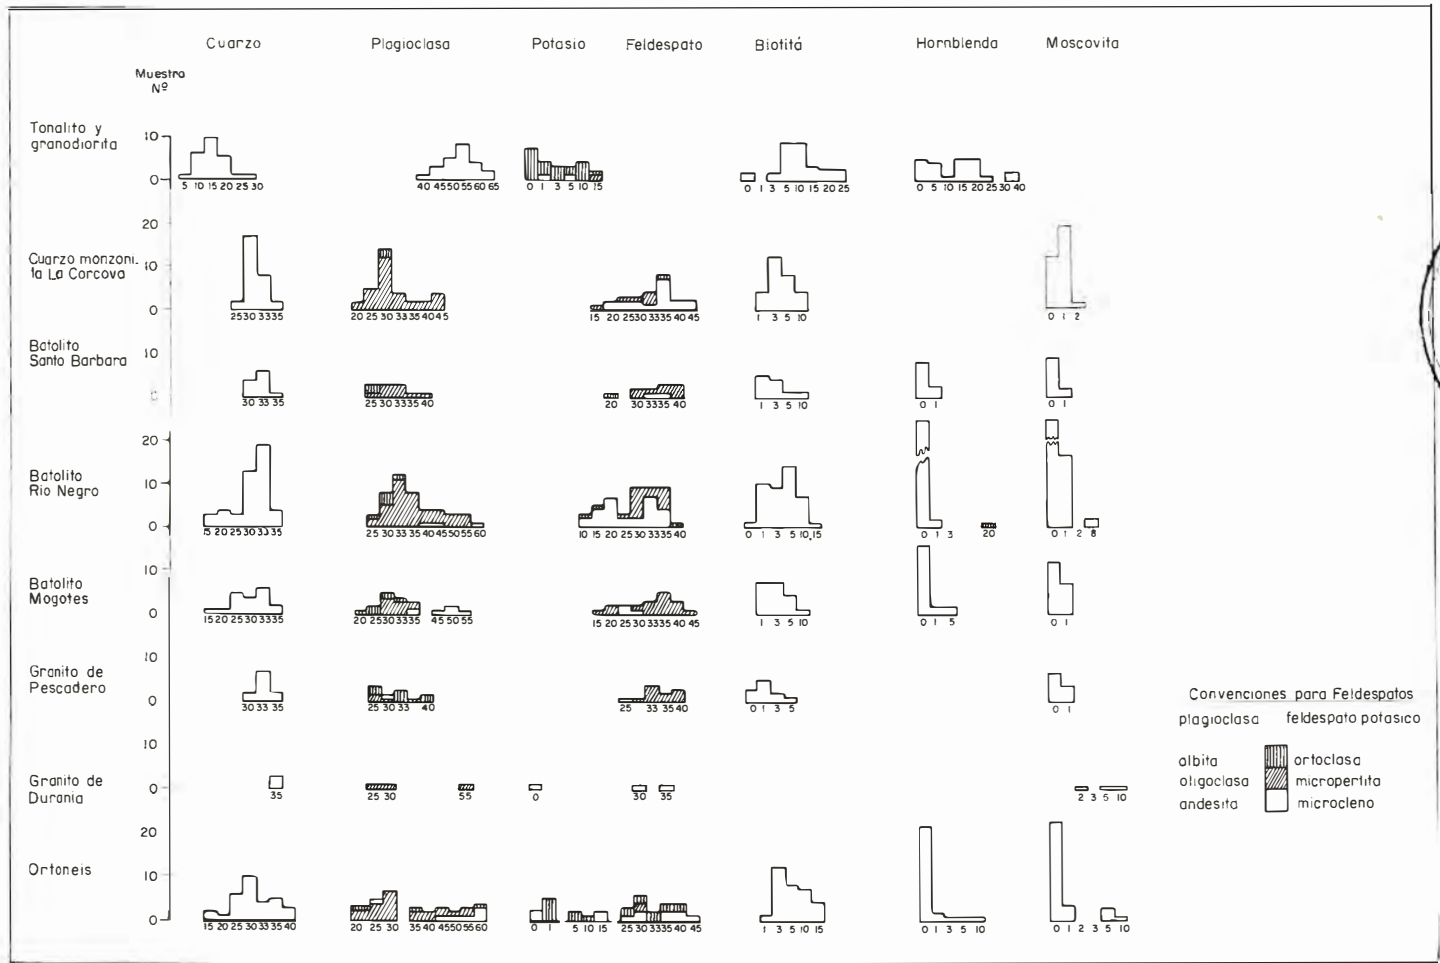 Cuarzo Plagioclasa Potasio Feldespato Biotitá Hornblenda Moscovita
Muestra
Nº
Tonalito y
granodiorita
10
0
5 10 15 20 25 30
40 45 50 55 60 65
0 1 3 5 10 15
0 1 3 5 10 15 20 25
0 5 10 15 20 25 30 40
20
Cuarzo monzoni-
ta La Corcova
10
0
25 30 33 35
20 25 30 33 35 40 45
15 20 25 30 33 35 40 45
1 3 5 10
0 1 2
Batolito
Santo Barbara
10
30 33 35
25 30 33 35 40
20 30 33 35 40
1 3 5 10
0 1
0 1
20
Batolito
Rio Negro
10
0
15 20 25 30 33 35
25 30 33 35 40 45 50 55 60
10 15 20 25 30 33 35 40
0 1 3 5 10 15
0 1 3 20
0 1 2 8
10
Batolito
Mogotes
0
15 20 25 30 33 35
20 25 30 33 35 45 50 55
15 20 25 30 33 35 40 45
1 3 5 10
0 1 5
0 1
10
Granito de
Pescadero
0
30 33 35
25 30 33 40
25 33 35 40
0 1 3 5
0 1
10
Granito de
Durania
0
35
25 30 55
0
30 35
2 3 5 10
20
Ortoneis
10
0
15 20 25 30 33 35 40
20 25 30 35 40 45 50 55 60
0 1 5 10 15
25 30 33 35 40 45
1 3 5 10 15
0 1 3 5 10
0 1 2 3 5 10
Convenciones para Feldespatos
plagioclasa feldespato potasico
albita ortoclasa
oligoclasa micropertita
andesita microcleno